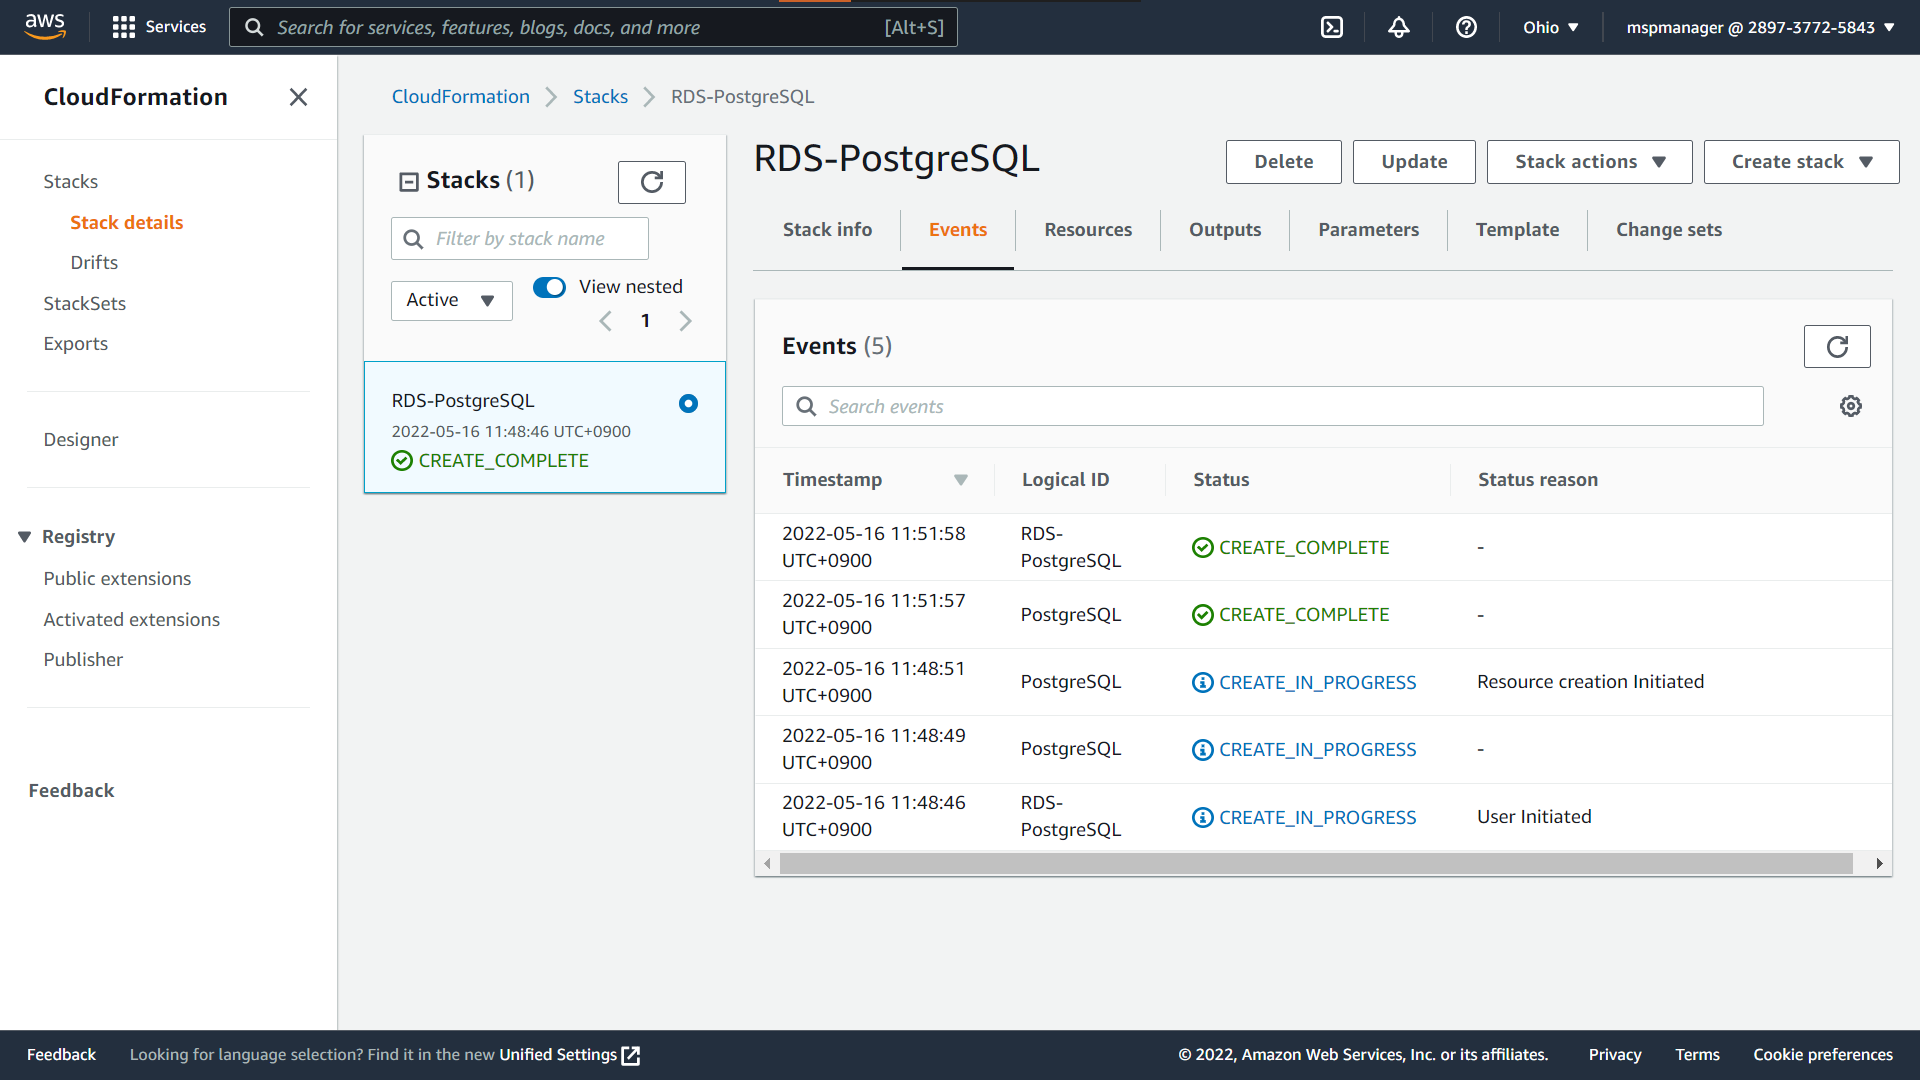 aws
Services
Search for services, features, blogs, docs, and more [Alt+S]
Ohio ▼
mspmanager @ 2897-3772-5843 ▼
CloudFormation
Stacks
Stack details
Drifts
StackSets
Exports
Designer
Registry
Public extensions
Activated extensions
Publisher
Feedback
CloudFormation > Stacks > RDS-PostgreSQL
Stacks (1)
Filter by stack name
Active
View nested
1
RDS-PostgreSQL
2022-05-16 11:48:46 UTC+0900
CREATE_COMPLETE
RDS-PostgreSQL
Delete
Update
Stack actions
Create stack
Stack info
Events
Resources
Outputs
Parameters
Template
Change sets
Events (5)
Search events
Timestamp Logical ID Status Status reason
2022-05-16 11:51:58 RDS-
UTC+0900 PostgreSQL CREATE_COMPLETE -
2022-05-16 11:51:57
UTC+0900 PostgreSQL CREATE_COMPLETE -
2022-05-16 11:48:51
UTC+0900 PostgreSQL CREATE_IN_PROGRESS Resource creation Initiated
2022-05-16 11:48:49
UTC+0900 PostgreSQL CREATE_IN_PROGRESS -
2022-05-16 11:48:46 RDS-
UTC+0900 PostgreSQL CREATE_IN_PROGRESS User Initiated
Feedback
Looking for language selection? Find it in the new Unified Settings
© 2022, Amazon Web Services, Inc. or its affiliates.
Privacy
Terms
Cookie preferences